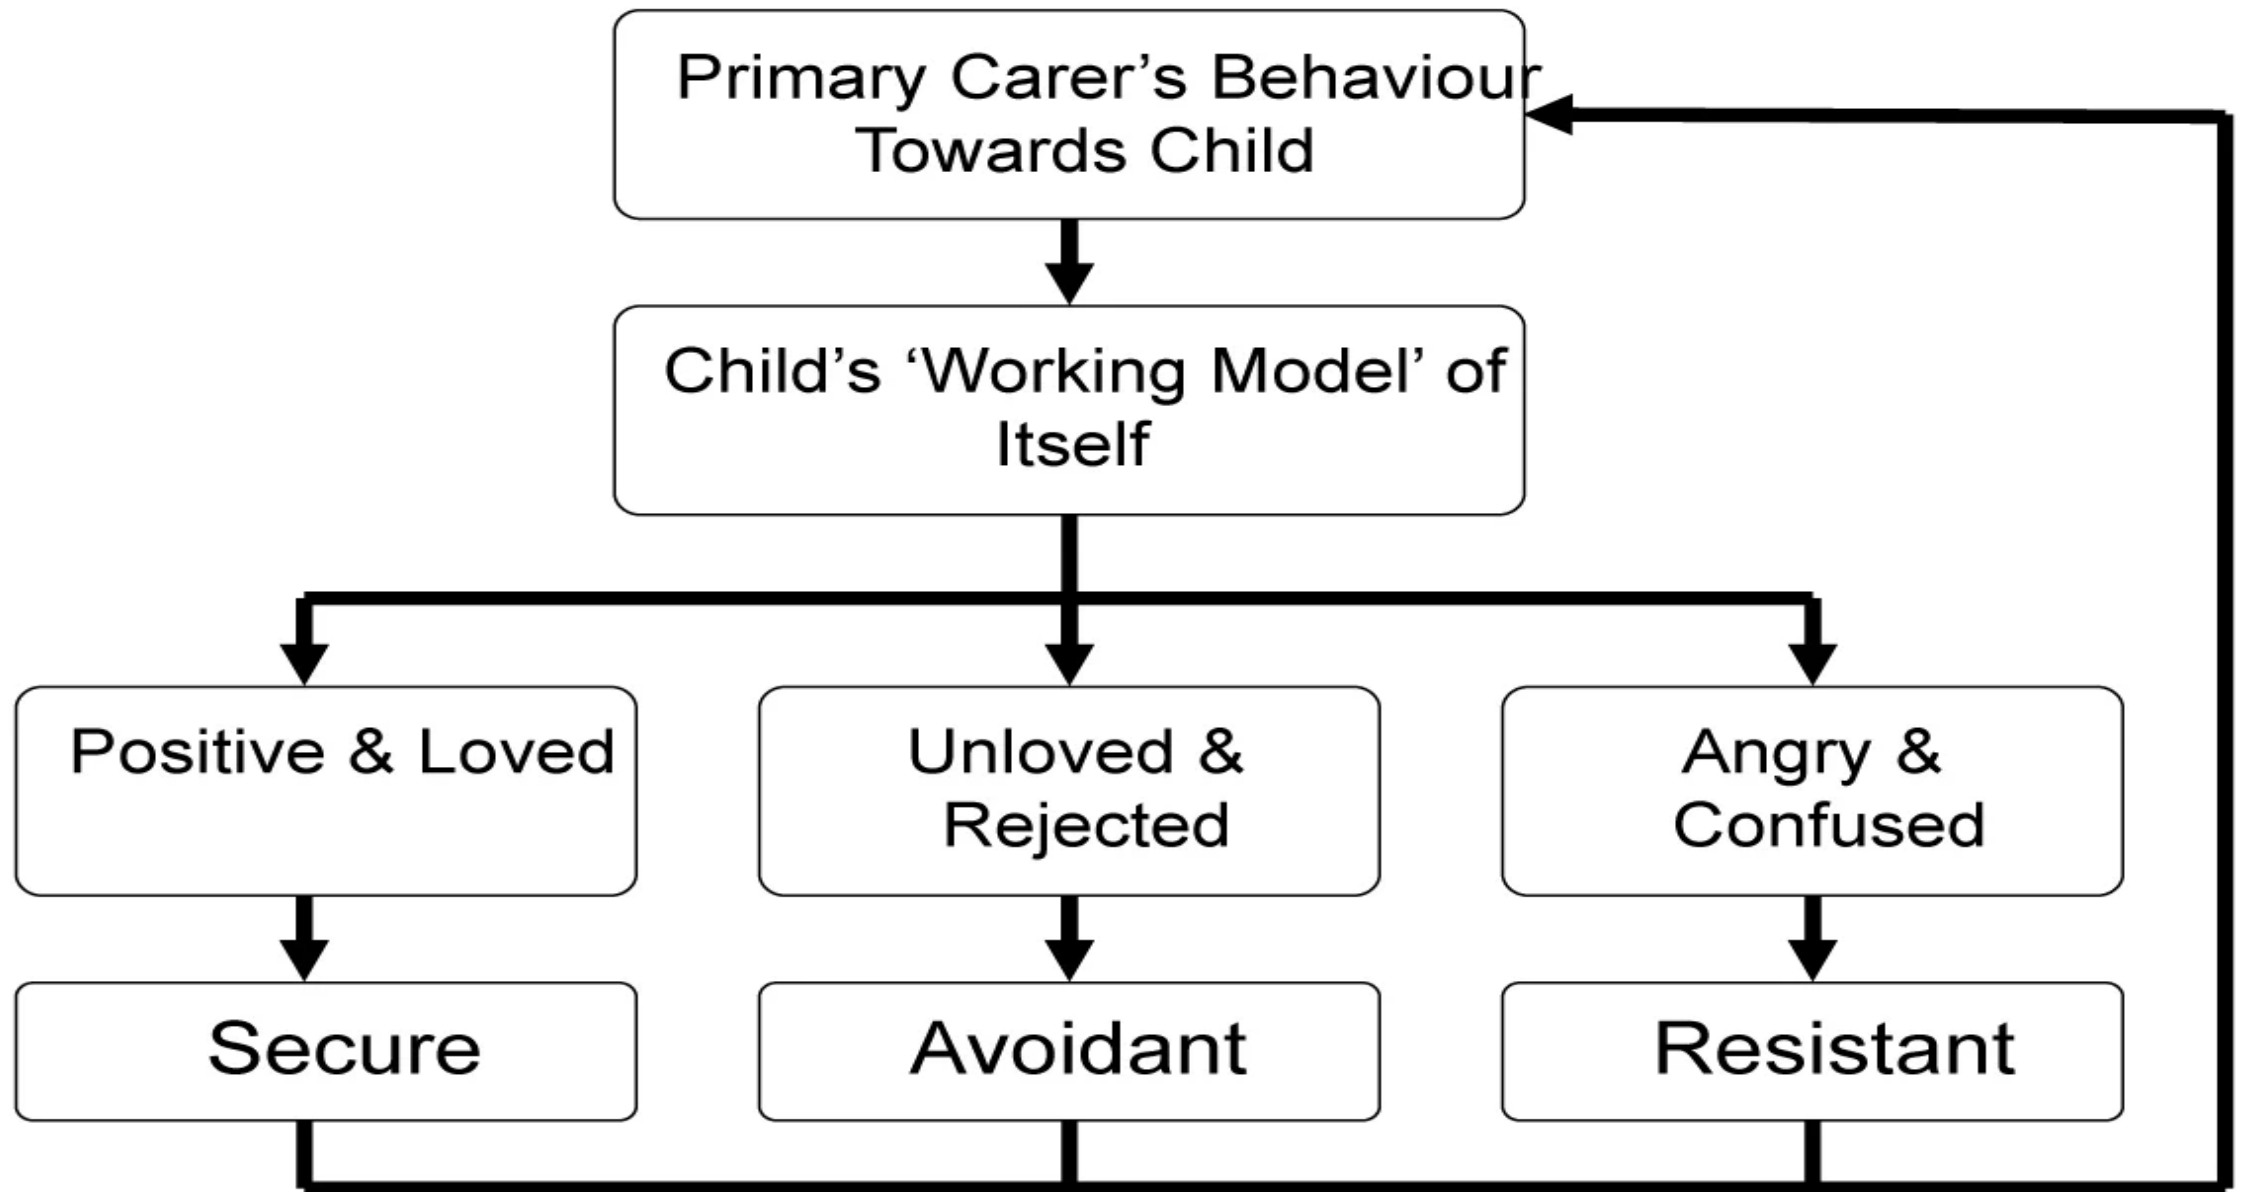 Primary Carer’s Behaviour
Towards Child
Child’s ‘Working Model’ of
Itself
Positive & Loved
Unloved &
Rejected
Angry &
Confused
Secure
Avoidant
Resistant